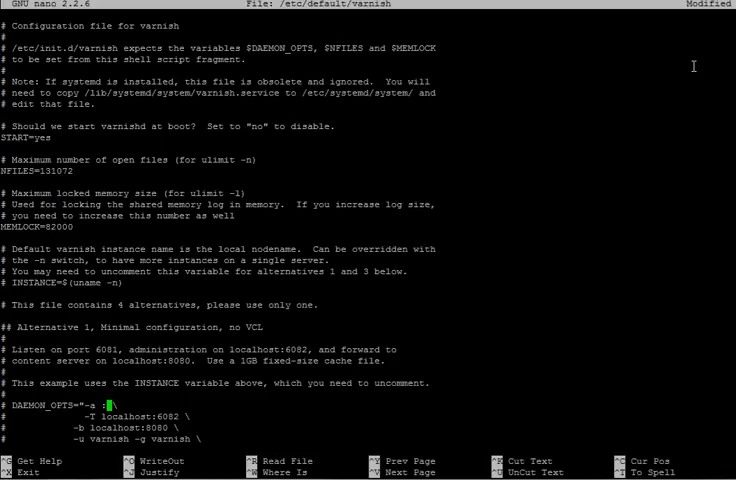 GNU nano 2.2.6 File: /etc/default/varnish Modified
# Configuration file for varnish
#
# /etc/init.d/varnish expects the variables $DAEMON_OPTS, $NFILES and $MEMLOCK
# to be set from this shell script fragment.
#
# Note: If systemd is installed, this file is obsolete and ignored.  You will
# need to copy /lib/systemd/system/varnish.service to /etc/systemd/system/ and
# edit that file.
# Should we start varnishd at boot?  Set to "no" to disable.
START=yes
# Maximum number of open files (for ulimit -n)
NFILES=131072
# Maximum locked memory size (for ulimit -l)
# Used for locking the shared memory log in memory.  If you increase log size,
# you need to increase this number as well
MEMLOCK=82000
# Default varnish instance name is the local nodename.  Can be overridden with
# the -n switch, to have more instances on a single server.
# You may need to uncomment this variable for alternatives 1 and 3 below.
# INSTANCE=$(uname -n)
# This file contains 4 alternatives, please use only one.
## Alternative 1, Minimal configuration, no VCL
#
# Listen on port 6081, administration on localhost:6082, and forward to
# content server on localhost:8080.  Use a 1GB fixed-size cache file.
#
# This example uses the INSTANCE variable above, which you need to uncomment.
#
# DAEMON_OPTS="-a : \
#              -T localhost:6082 \
#            -b localhost:8080 \
#            -u varnish -g varnish \
^G Get Help ^O WriteOut ^R Read File ^Y Prev Page ^K Cut Text ^C Cur Pos
^X Exit ^J Justify ^W Where Is ^V Next Page ^U UnCut Text ^T To Spell